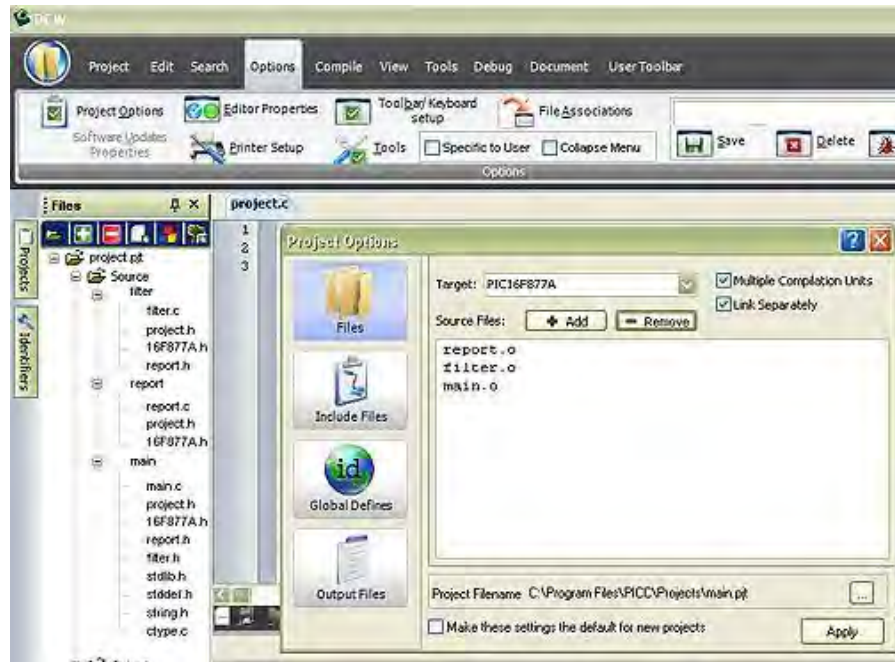 PCW
Project Edit Search Options Compile View Tools Debug Document User Toolbar
Project Options Editor Properties Toolbar/ Keyboard setup File Associations
Software Updates Properties Printer Setup Tools Specific to User Collapse Menu Save Delete
Options
Files
project.c
Projects
Identifiers
1
2
3
project.pjt
Source
filter
filter.c
project.h
16F877A.h
report.h
report
report.c
project.h
16F877A.h
main
main.c
project.h
16F877A.h
report.h
filter.h
stdlib.h
stddef.h
string.h
ctype.c
Project Options
Files
Include Files
id
Global Defines
Output Files
Target: PIC16F877A
Multiple Compilation Units
Link Separately
Source Files: Add Remove
report.o
filter.o
main.o
Project Filename C:\Program Files\PICC\Projects\main.pjt ...
Make these settings the default for new projects
Apply